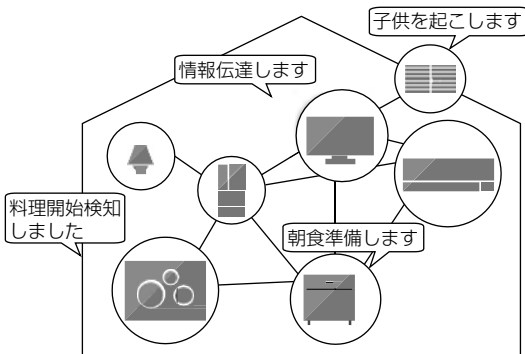 子供を起こします
情報伝達します
料理開始検知
しました
朝食準備します